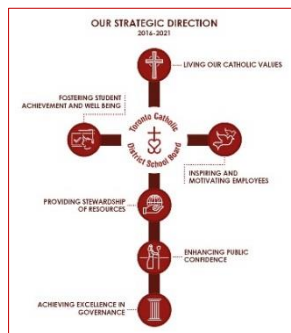 OUR STRATEGIC DIRECTION
2016-2021
LIVING OUR CATHOLIC VALUES
FOSTERING STUDENT
ACHIEVEMENT AND WELL BEING
Toronto Catholic
District School Board
INSPIRING AND
MOTIVATING EMPLOYEES
PROVIDING STEWARDSHIP
OF RESOURCES
ENHANCING PUBLIC
CONFIDENCE
ACHIEVING EXCELLENCE IN
GOVERNANCE